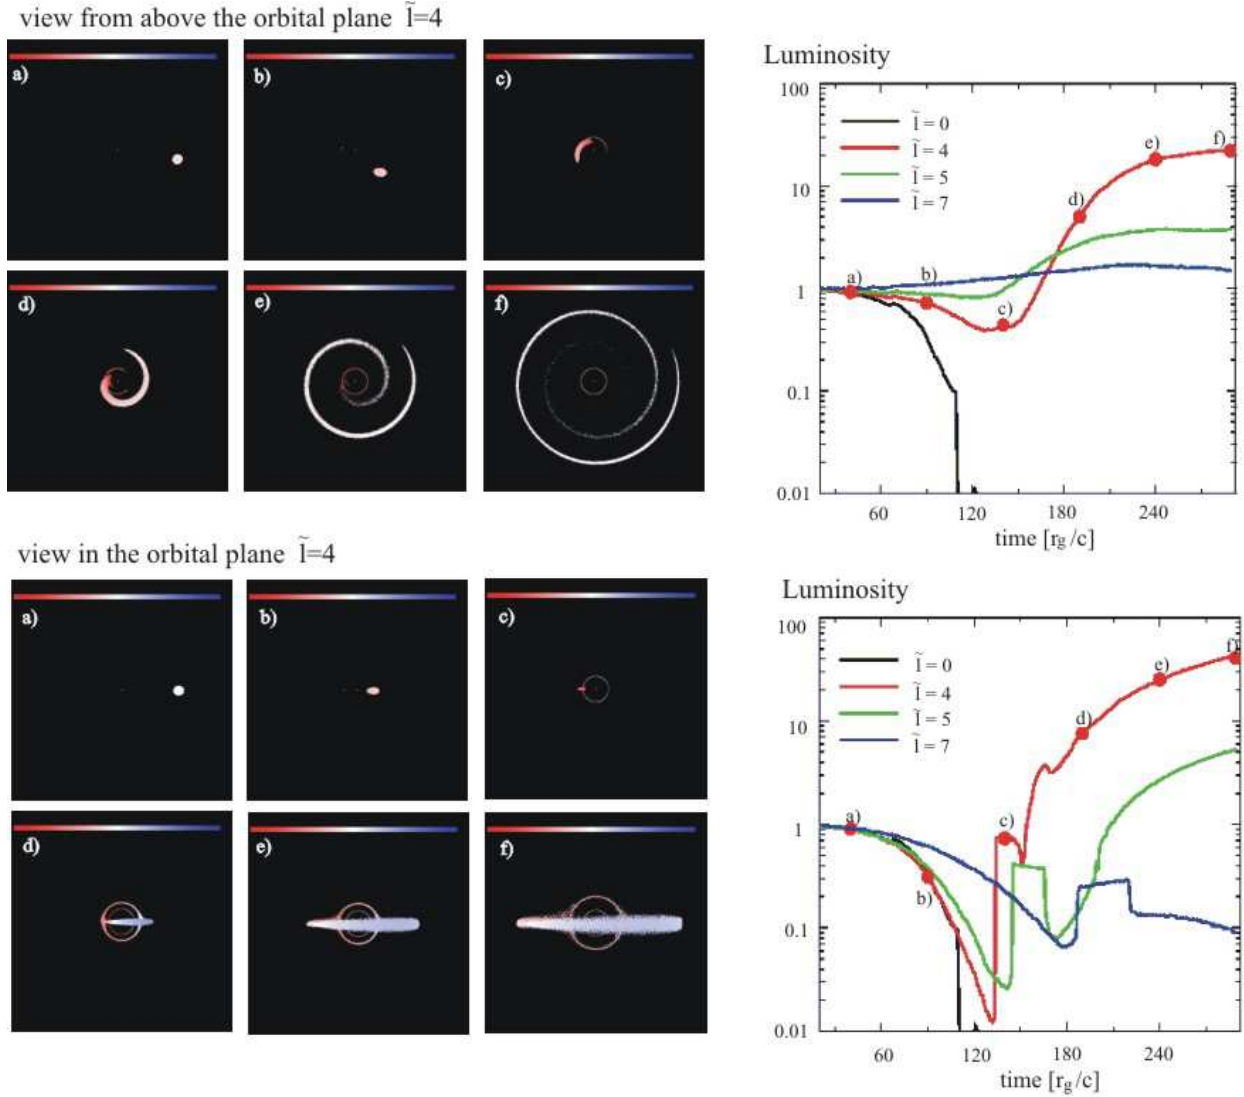 view from above the orbital plane l̃=4
a)
b)
c)
d)
e)
f)
Luminosity
100
10
1
0.1
0.01
l̃ = 0
l̃ = 4
l̃ = 5
l̃ = 7
a)
b)
c)
d)
e)
f)
60
120
180
240
time [rg/c]
view in the orbital plane l̃=4
a)
b)
c)
d)
e)
f)
Luminosity
100
10
1
0.1
0.01
l̃ = 0
l̃ = 4
l̃ = 5
l̃ = 7
a)
b)
c)
d)
e)
f)
60
120
180
240
time [rg/c]